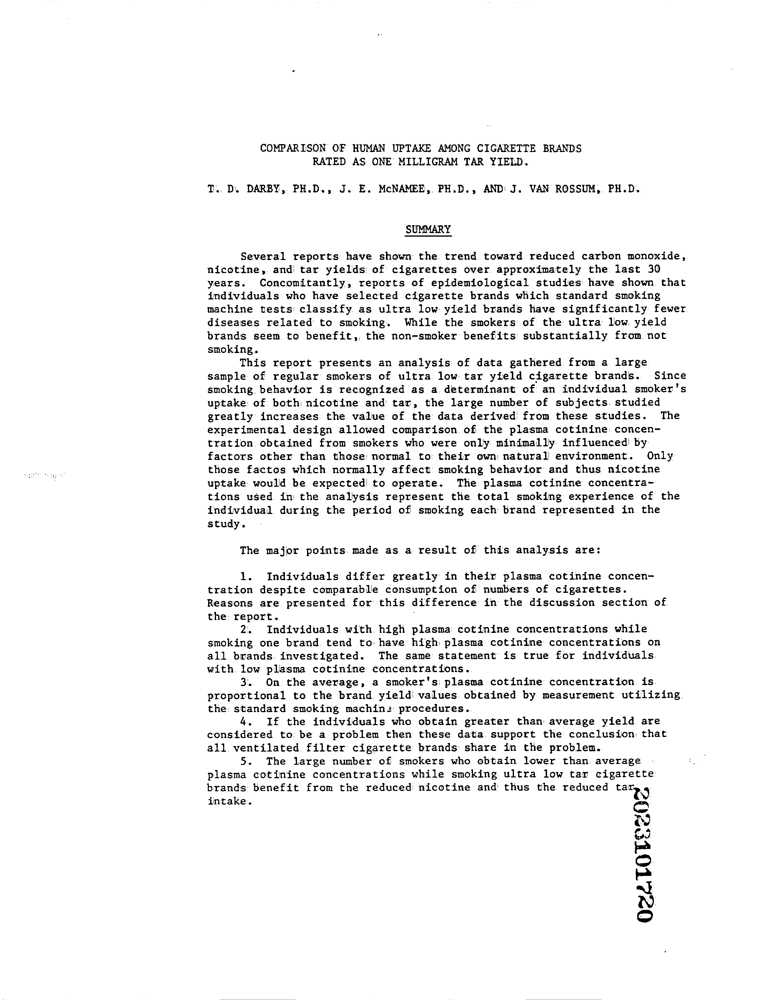 COMPARISON OF HUMAN UPTAKE AMONG CIGARETTE BRANDS
RATED AS ONE MILLIGRAM TAR YIELD.
T. D. DARBY, PH.D., J. E. McNAMEE, PH.D., AND J. VAN ROSSUM, PH.D.
SUMMARY
Several reports have shown the trend toward reduced carbon monoxide,
nicotine, and tar yields of cigarettes over approximately the last 30
years. Concomitantly, reports of epidemiological studies have shown that
individuals who have selected cigarette brands which standard smoking
machine tests classify as ultra low yield brands have significantly fewer
diseases related to smoking. While the smokers of the ultra low yield
brands seem to benefit, the non-smoker benefits substantially from not
smoking.
This report presents an analysis of data gathered from a large
sample of regular smokers of ultra low tar yield cigarette brands. Since
smoking behavior is recognized as a determinant of an individual smoker's
uptake of both nicotine and tar, the large number of subjects studied
greatly increases the value of the data derived from these studies. The
experimental design allowed comparison of the plasma cotinine concen-
tration obtained from smokers who were only minimally influenced by
factors other than those normal to their own natural environment. Only
those factos which normally affect smoking behavior and thus nicotine
uptake would be expected to operate. The plasma cotinine concentra-
tions used in the analysis represent the total smoking experience of the
individual during the period of smoking each brand represented in the
study.
The major points made as a result of this analysis are:
1. Individuals differ greatly in their plasma cotinine concen-
tration despite comparable consumption of numbers of cigarettes.
Reasons are presented for this difference in the discussion section of
the report.
2. Individuals with high plasma cotinine concentrations while
smoking one brand tend to have high plasma cotinine concentrations on
all brands investigated. The same statement is true for individuals
with low plasma cotinine concentrations.
3. On the average, a smoker's plasma cotinine concentration is
proportional to the brand yield values obtained by measurement utilizing
the standard smoking machine procedures.
4. If the individuals who obtain greater than average yield are
considered to be a problem then these data support the conclusion that
all ventilated filter cigarette brands share in the problem.
5. The large number of smokers who obtain lower than average
plasma cotinine concentrations while smoking ultra low tar cigarette
brands benefit from the reduced nicotine and thus the reduced tar
intake.
2023101720